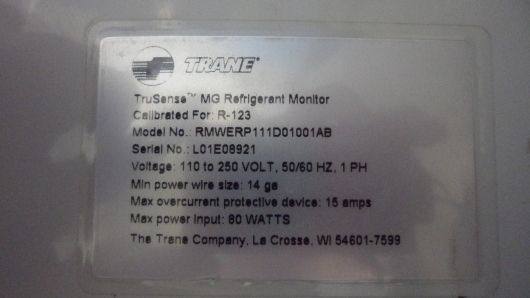 TRANE®
TruSense™ MG Refrigerant Monitor
Calibrated For: R-123
Model No.: RMWERP111D01001AB
Serial No.: L01E08921
Voltage: 110 to 250 VOLT, 50/60 HZ, 1 PH
Min power wire size: 14 ga
Max overcurrent protective device: 15 amps
Max power input: 80 WATTS
The Trane Company, La Crosse, WI 54601-7599